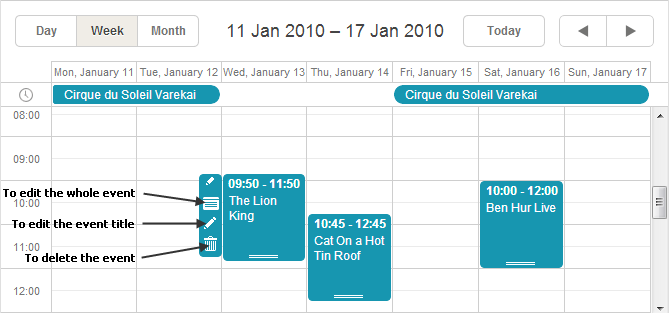 Day Week Month 11 Jan 2010 – 17 Jan 2010 Today
Mon, January 11 Tue, January 12 Wed, January 13 Thu, January 14 Fri, January 15 Sat, January 16 Sun, January 17
Cirque du Soleil Varekai Cirque du Soleil Varekai
08:00
09:00
10:00
11:00
12:00
To edit the whole event
To edit the event title
To delete the event
09:50 - 11:50
The Lion
King
10:45 - 12:45
Cat On a Hot
Tin Roof
10:00 - 12:00
Ben Hur Live